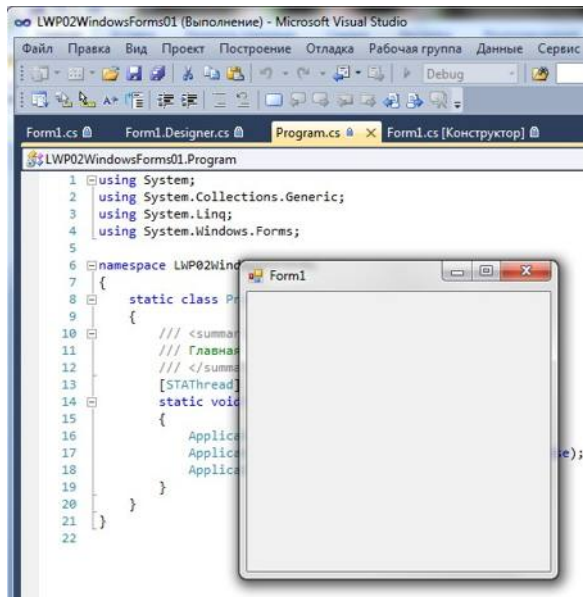 LWP02WindowsForms01 (Выполнение) - Microsoft Visual Studio
Файл Правка Вид Проект Построение Отладка Рабочая группа Данные Сервис
Debug
Form1.cs Form1.Designer.cs Program.cs Form1.cs [Конструктор]
LWP02WindowsForms01.Program
1 using System;
2 using System.Collections.Generic;
3 using System.Linq;
4 using System.Windows.Forms;
5
6 namespace LWP02Wind
Form1
7 {
8 static class Pr
9 {
10 /// <summar
11 /// Главная
12 /// </summa
13 [STAThread]
14 static void
15 {
16 Applica
17 Applica se);
18 Applica
19 }
20 }
21 }
22